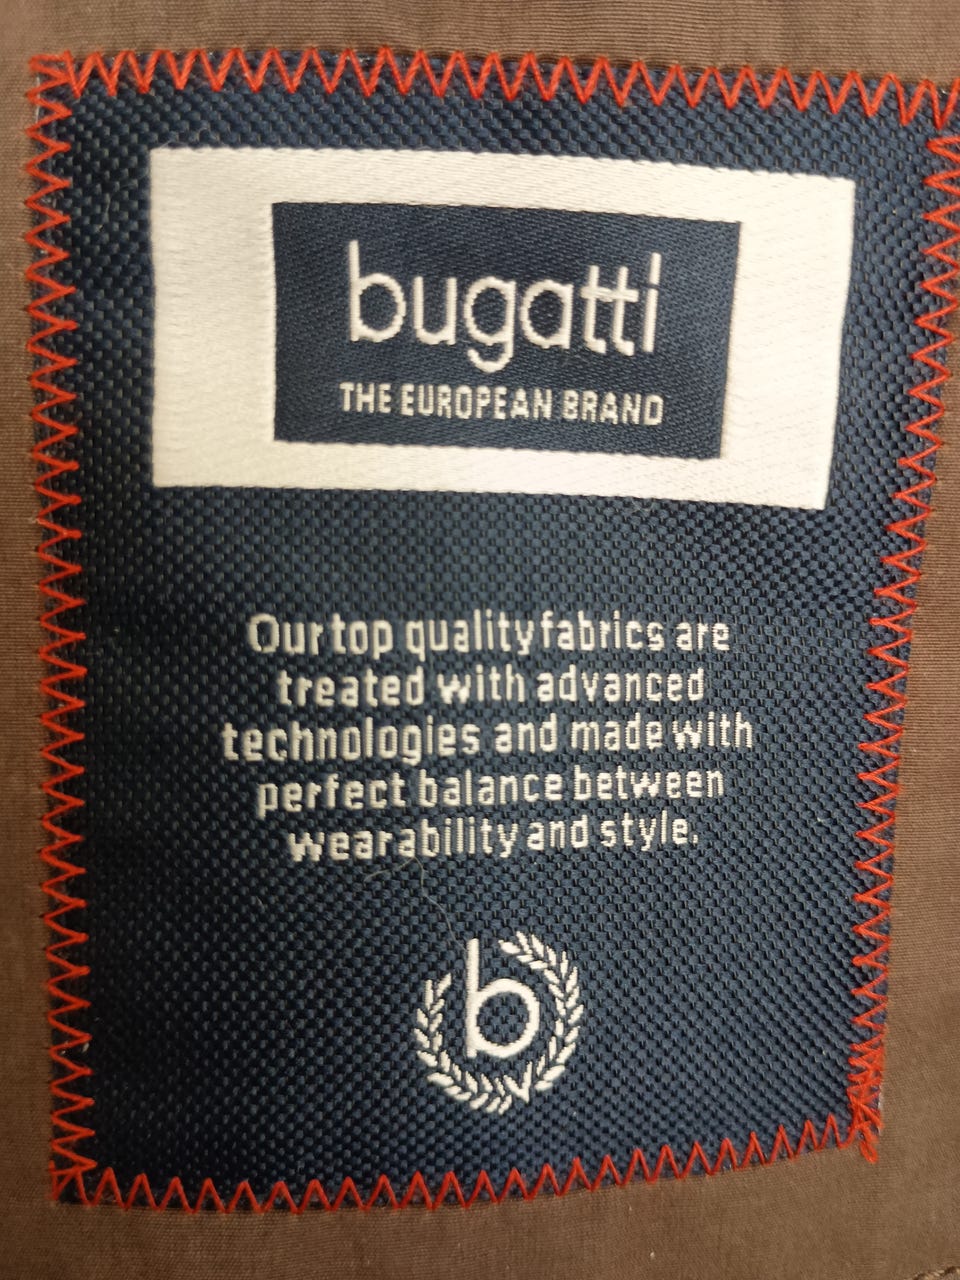 bugatti
THE EUROPEAN BRAND
Our top quality fabrics are
treated with advanced
technologies and made with
perfect balance between
wearability and style.
b